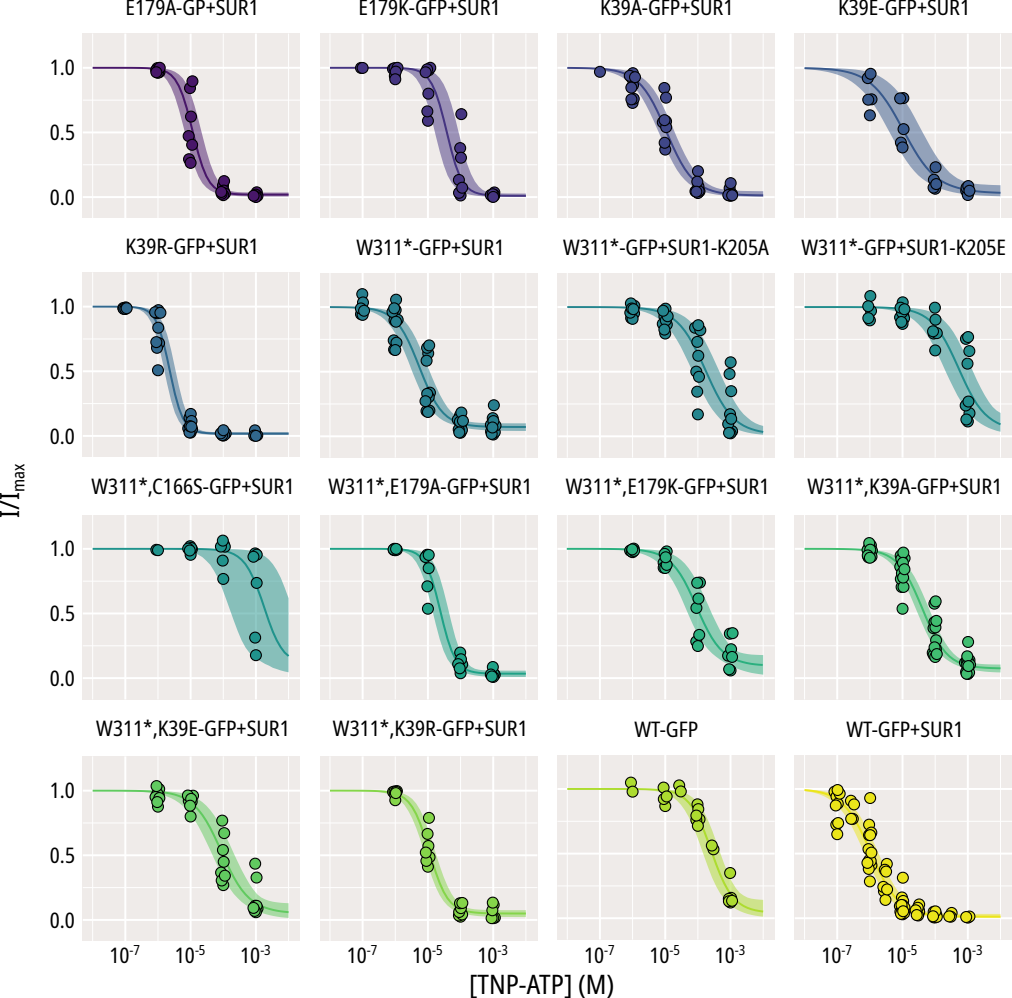 E179A-GP+SUR1 E179K-GFP+SUR1 K39A-GFP+SUR1 K39E-GFP+SUR1
1.0
0.5
0.0
K39R-GFP+SUR1 W311*-GFP+SUR1 W311*-GFP+SUR1-K205A W311*-GFP+SUR1-K205E
1.0
0.5
0.0
I/Imax
W311*,C166S-GFP+SUR1 W311*,E179A-GFP+SUR1 W311*,E179K-GFP+SUR1 W311*,K39A-GFP+SUR1
1.0
0.5
0.0
W311*,K39E-GFP+SUR1 W311*,K39R-GFP+SUR1 WT-GFP WT-GFP+SUR1
1.0
0.5
0.0
10-7 10-5 10-3 10-7 10-5 10-3 10-7 10-5 10-3 10-7 10-5 10-3
[TNP-ATP] (M)